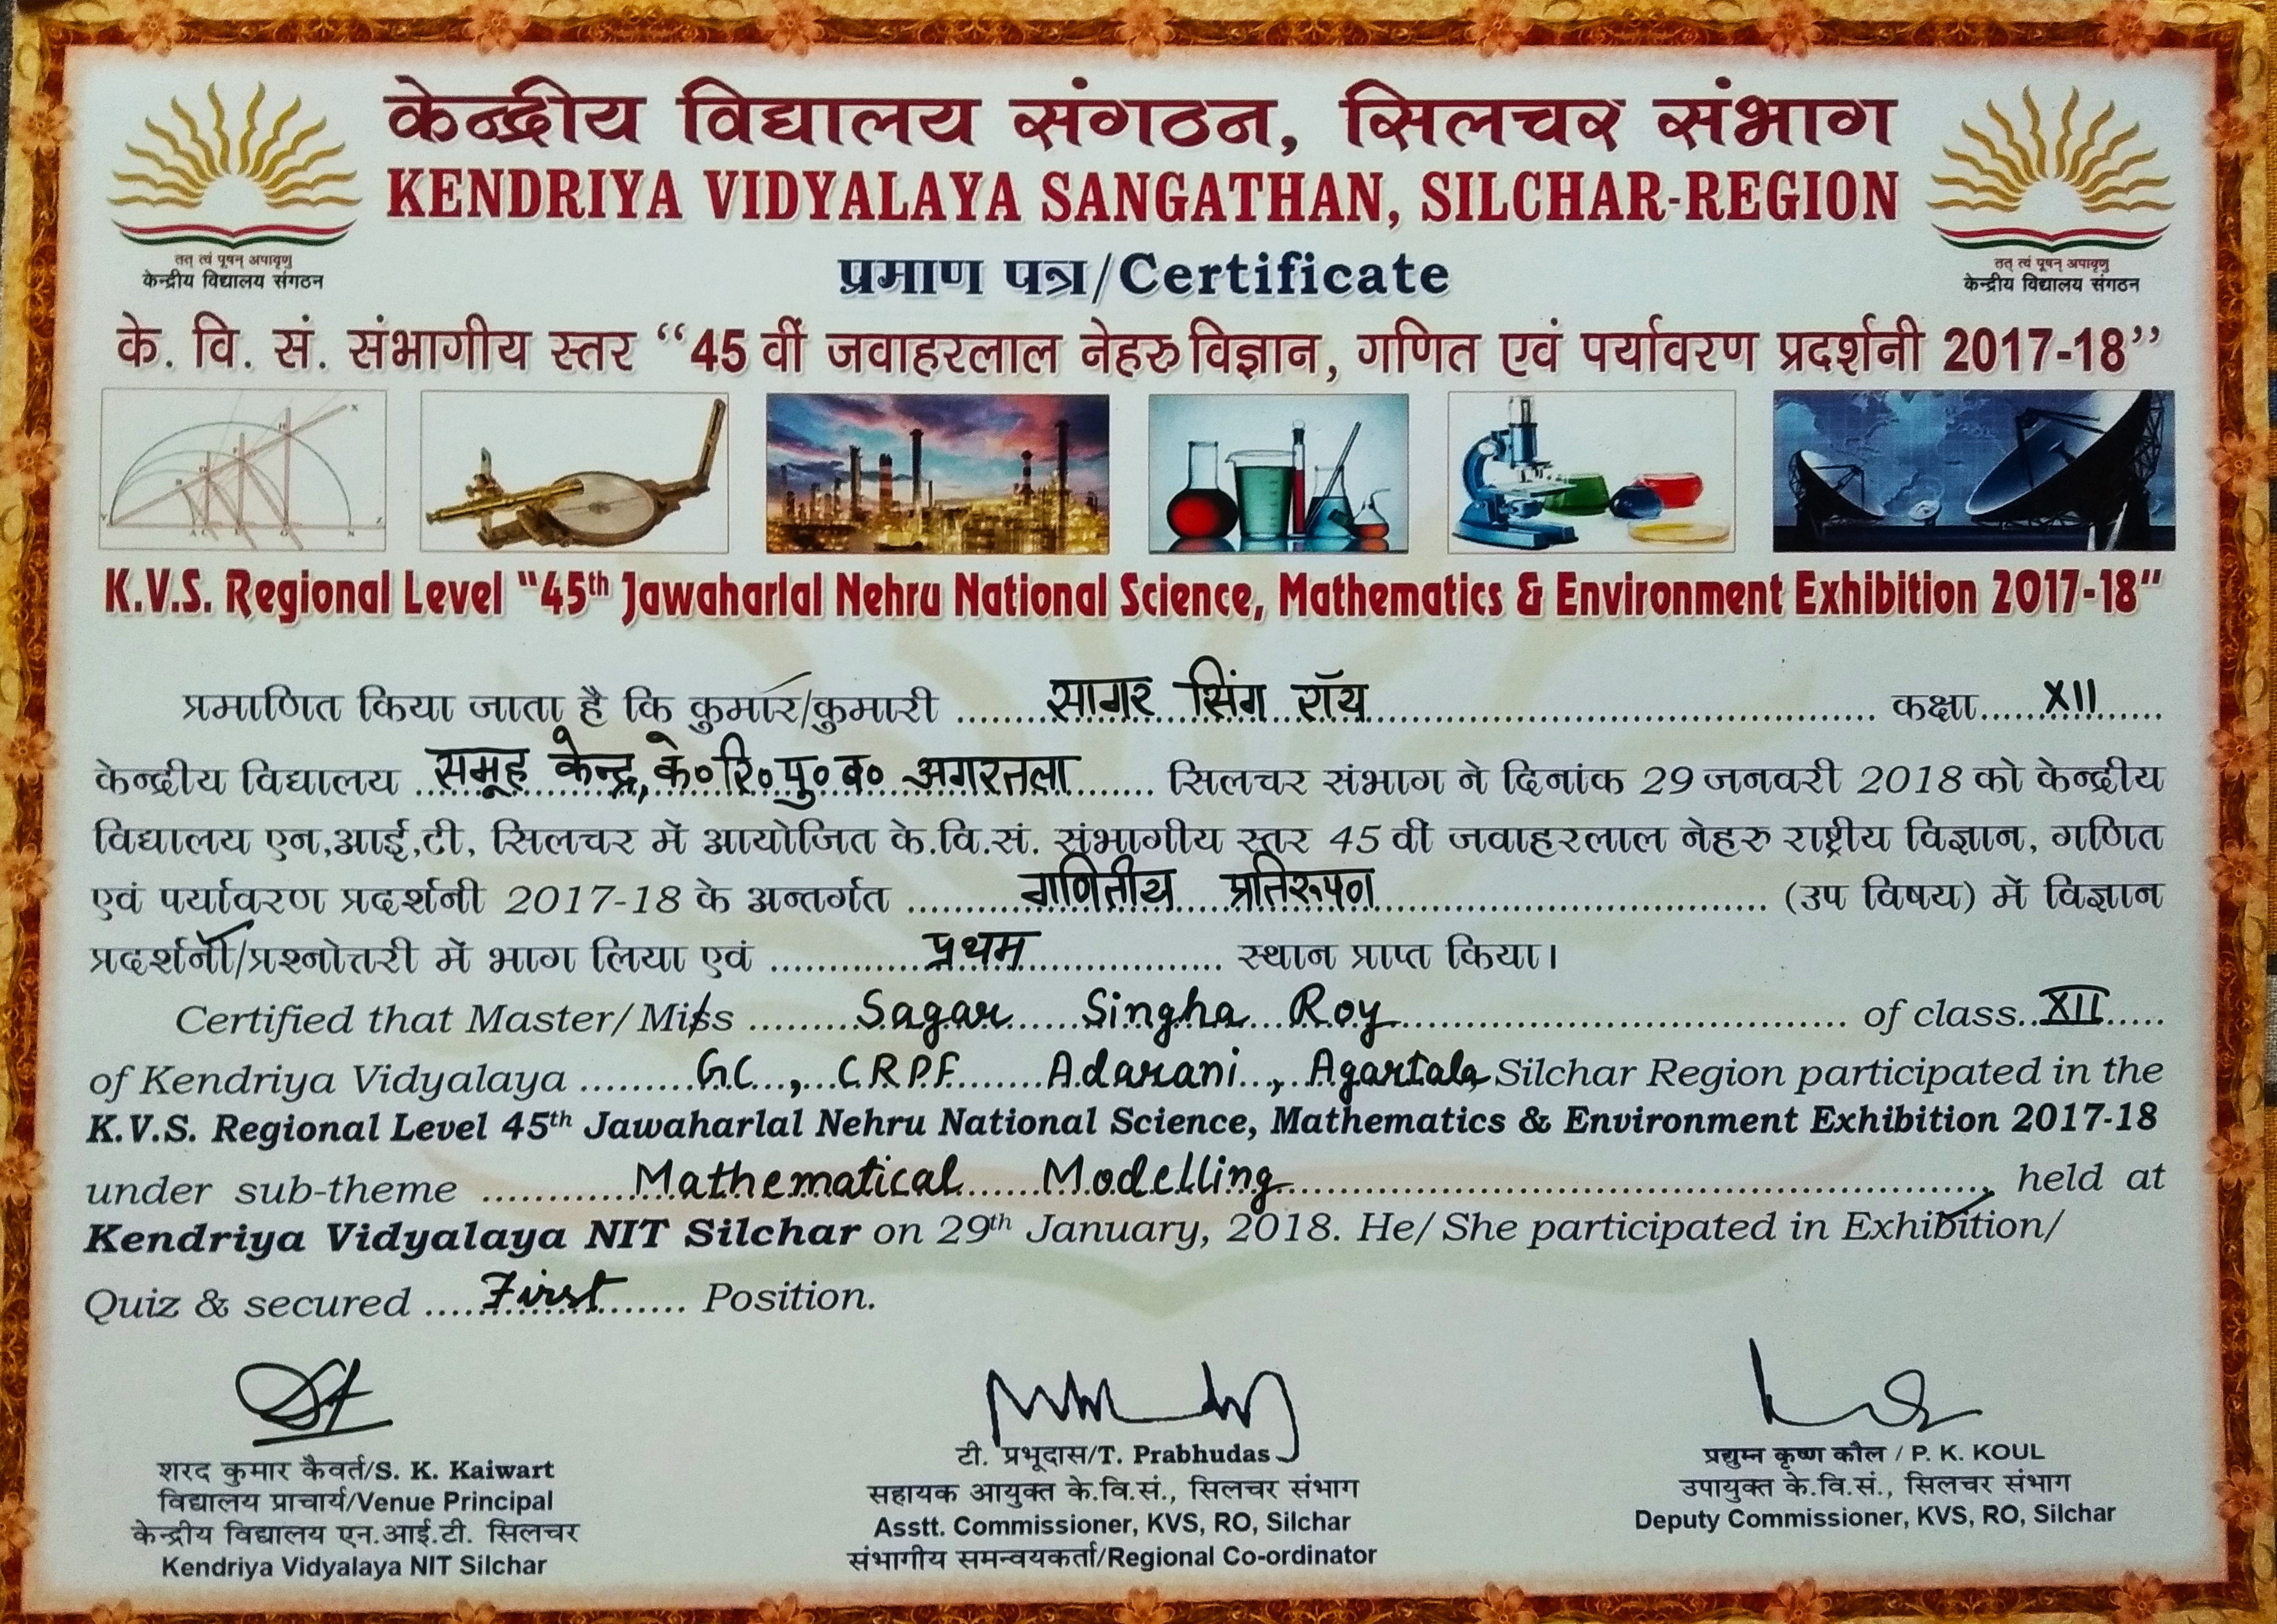 केन्द्रीय विद्यालय संगठन, सिलचर संभाग
KENDRIYA VIDYALAYA SANGATHAN, SILCHAR-REGION
तत् त्वं पूषन् अपावृणु
केन्द्रीय विद्यालय संगठन
प्रमाण पत्र/Certificate
तत् त्वं पूषन् अपावृणु
केन्द्रीय विद्यालय संगठन
के. वि. सं. संभागीय स्तर “45 वीं जवाहरलाल नेहरु विज्ञान, गणित एवं पर्यावरण प्रदर्शनी 2017-18”
K.V.S. Regional Level "45th Jawaharlal Nehru National Science, Mathematics & Environment Exhibition 2017-18"
प्रमाणित किया जाता है कि कुमार/कुमारी सागर सिंग रॉय कक्षा XII
केन्द्रीय विद्यालय समूह केन्द्र, के०रि०पु०ब० अगरतला सिलचर संभाग ने दिनांक 29 जनवरी 2018 को केन्द्रीय
विद्यालय एन,आई,टी, सिलचर में आयोजित के.वि.सं. संभागीय स्तर 45 वीं जवाहरलाल नेहरु राष्ट्रीय विज्ञान, गणित
एवं पर्यावरण प्रदर्शनी 2017-18 के अन्तर्गत गणितीय प्रतिरूपण (उप विषय) में विज्ञान
प्रदर्शनी/प्रश्नोत्तरी में भाग लिया एवं प्रथम स्थान प्राप्त किया।
Certified that Master/Miss Sagar Singha Roy of class XII
of Kendriya Vidyalaya G.C., C.R.P.F. Adarani, Agartala Silchar Region participated in the
K.V.S. Regional Level 45th Jawaharlal Nehru National Science, Mathematics & Environment Exhibition 2017-18
under sub-theme Mathematical Modelling, held at
Kendriya Vidyalaya NIT Silchar on 29th January, 2018. He/She participated in Exhibition/
Quiz & secured First Position.
शरद कुमार कैवर्त/S. K. Kaiwart
विद्यालय प्राचार्य/Venue Principal
केन्द्रीय विद्यालय एन.आई.टी. सिलचर
Kendriya Vidyalaya NIT Silchar
टी. प्रभूदास/T. Prabhudas
सहायक आयुक्त के.वि.सं., सिलचर संभाग
Asstt. Commissioner, KVS, RO, Silchar
संभागीय समन्वयकर्ता/Regional Co-ordinator
प्रद्युम्न कृष्ण कौल / P. K. KOUL
उपायुक्त के.वि.सं., सिलचर संभाग
Deputy Commissioner, KVS, RO, Silchar